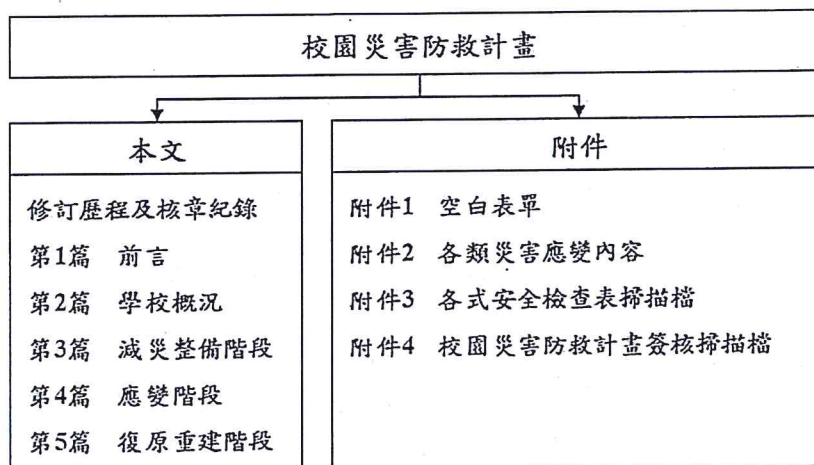 校園災害防救計畫
本文
修訂歷程及核章紀錄
第1篇 前言
第2篇 學校概況
第3篇 減災整備階段
第4篇 應變階段
第5篇 復原重建階段
附件
附件1 空白表單
附件2 各類災害應變內容
附件3 各式安全檢查表掃描檔
附件4 校園災害防救計畫簽核掃描檔